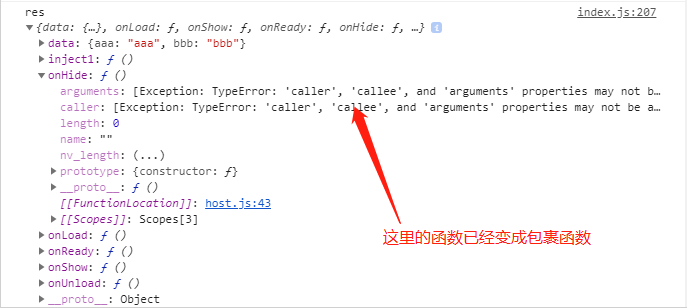 res index.js:207
▼{data: {…}, onLoad: ƒ, onShow: ƒ, onReady: ƒ, onHide: ƒ, …} i
▶data: {aaa: "aaa", bbb: "bbb"}
▶inject1: ƒ ()
▼onHide: ƒ ()
arguments: [Exception: TypeError: 'caller', 'callee', and 'arguments' properties may not b…
caller: [Exception: TypeError: 'caller', 'callee', and 'arguments' properties may not be a…
length: 0
name: ""
nv_length: (...)
▶prototype: {constructor: ƒ}
▶__proto__: ƒ ()
[[FunctionLocation]]: host.js:43
▶[[Scopes]]: Scopes[3]
▶onLoad: ƒ ()
▶onReady: ƒ ()
▶onShow: ƒ ()
▶onUnload: ƒ ()
▶__proto__: Object
这里的函数已经变成包裹函数